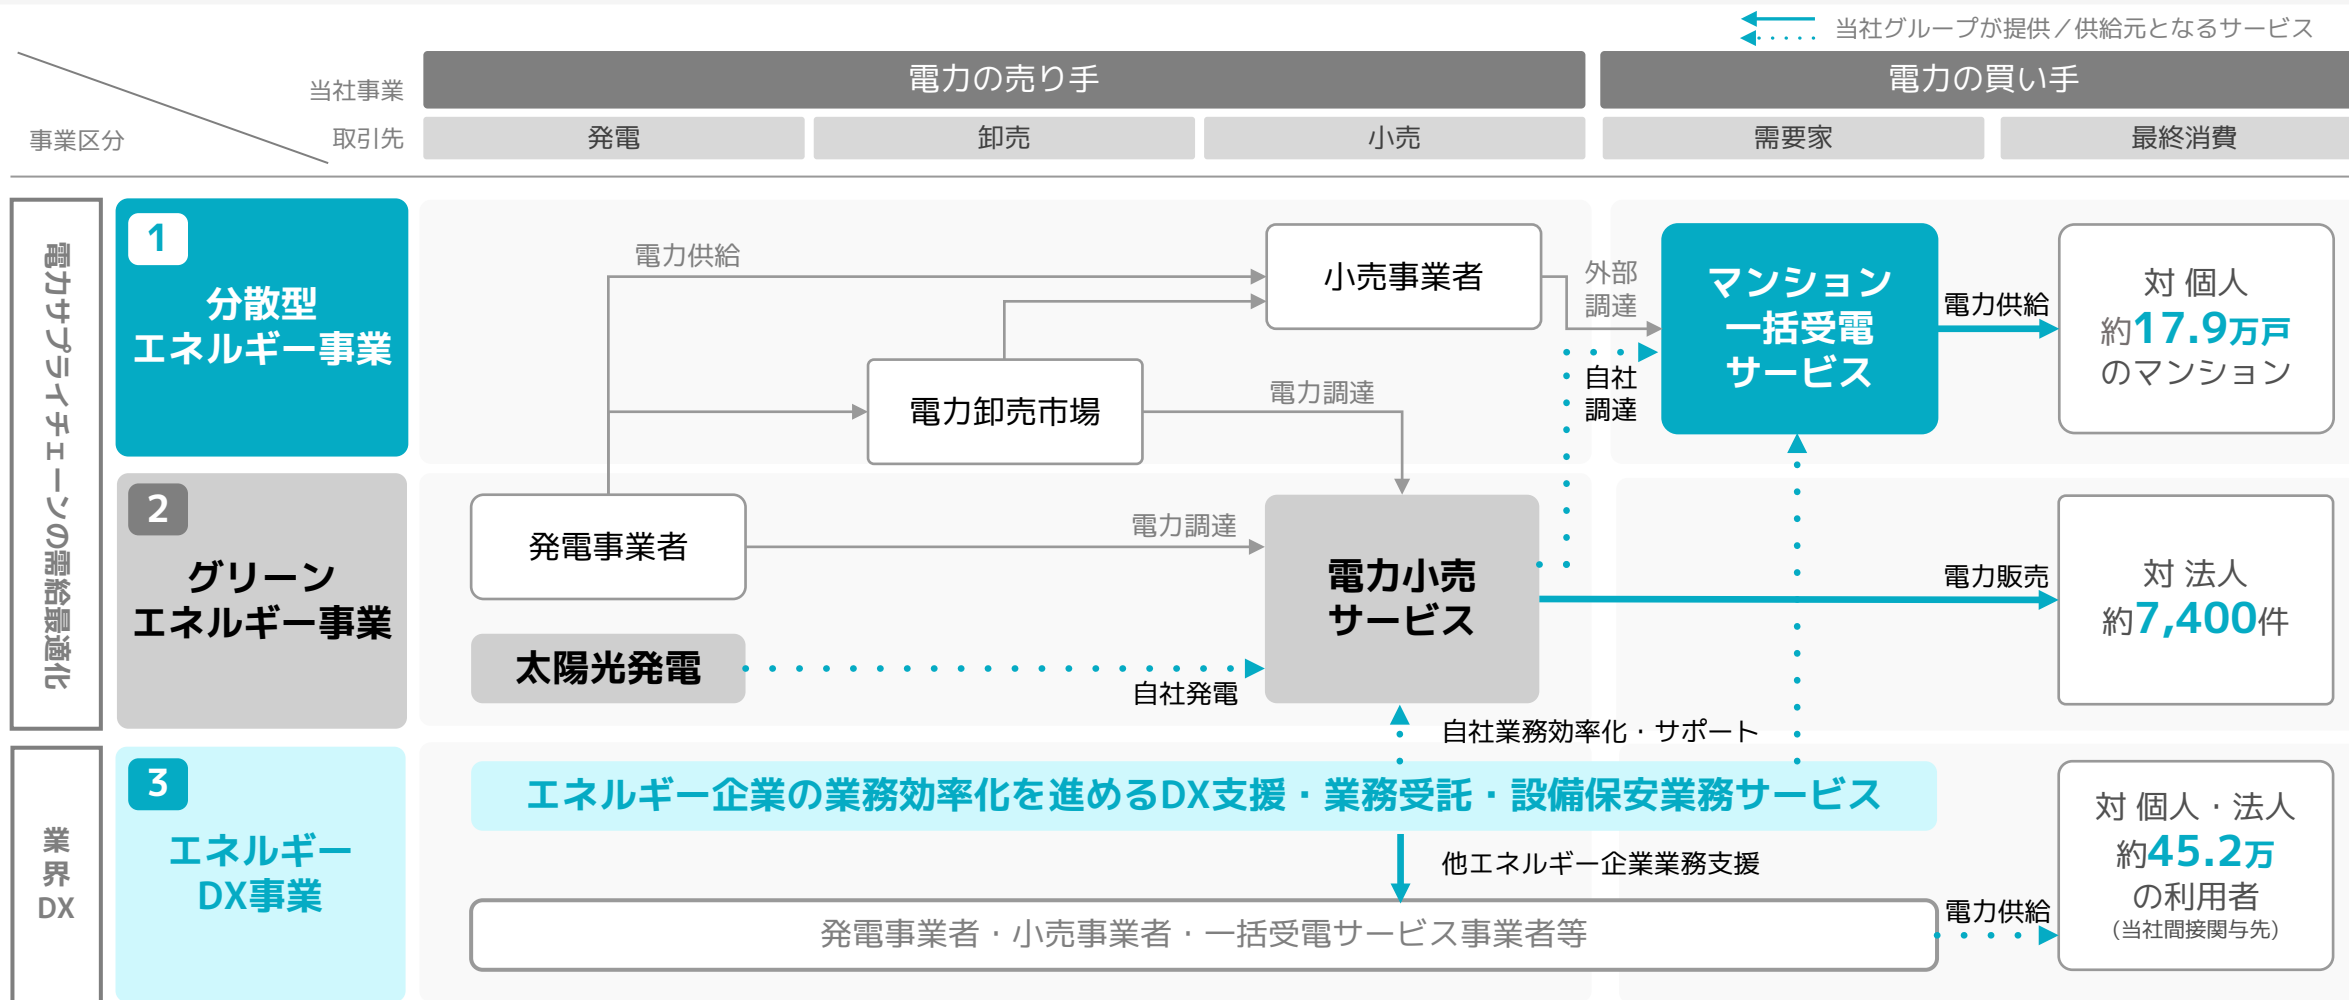 当社グループが提供／供給元となるサービス
当社事業
取引先
事業区分
電力の売り手
電力の買い手
発電
卸売
小売
需要家
最終消費
電力サプライチェーンの需給最適化
1
分散型
エネルギー事業
電力供給
小売事業者
外部
調達
マンション
一括受電
サービス
電力供給
対 個人
約17.9万戸
のマンション
電力卸売市場
電力調達
自社
調達
2
グリーン
エネルギー事業
発電事業者
電力調達
電力小売
サービス
電力販売
対 法人
約7,400件
太陽光発電
自社発電
自社業務効率化・サポート
業
界
DX
3
エネルギー
DX事業
エネルギー企業の業務効率化を進めるDX支援・業務受託・設備保安業務サービス
他エネルギー企業業務支援
発電事業者・小売事業者・一括受電サービス事業者等
電力供給
対 個人・法人
約45.2万
の利用者
(当社間接関与先)